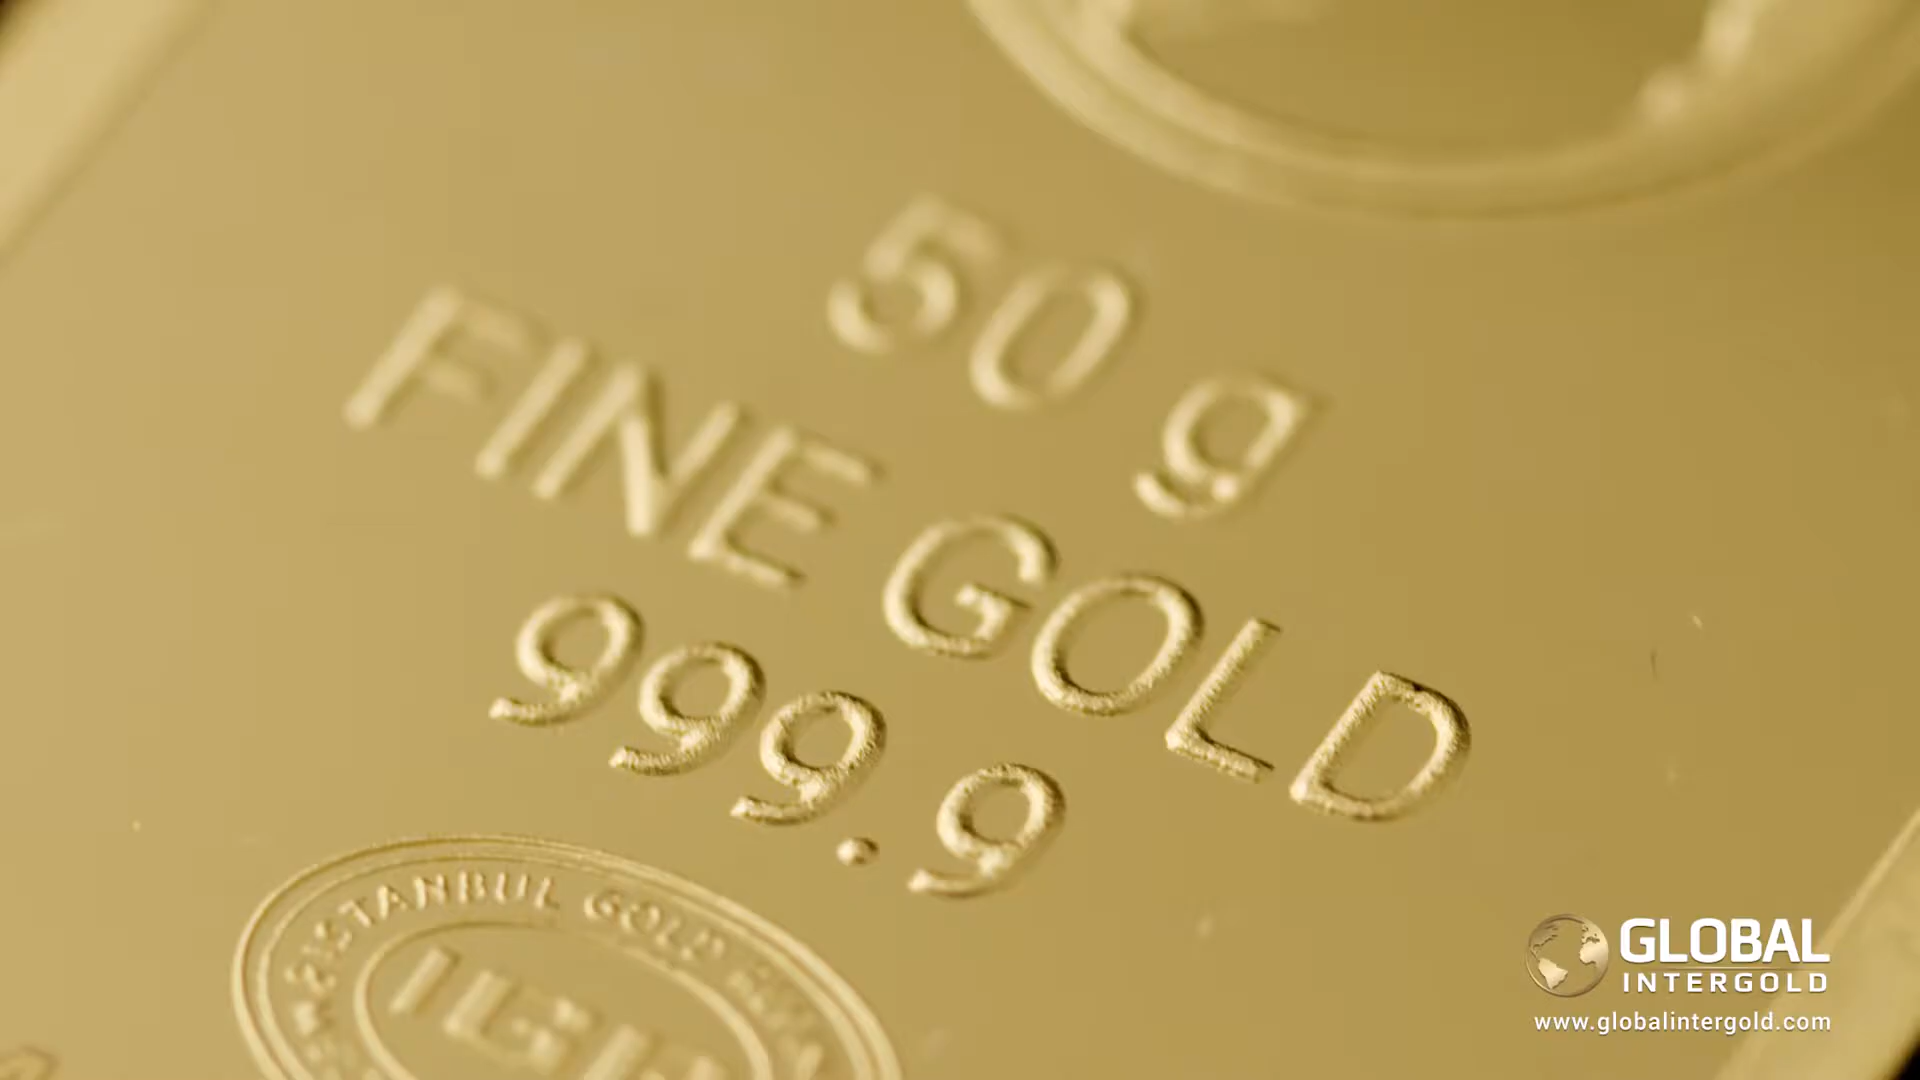 50 g
FINE GOLD
999.9
ISTANBUL GOLD
GLOBAL
INTERGOLD
www.globalintergold.com